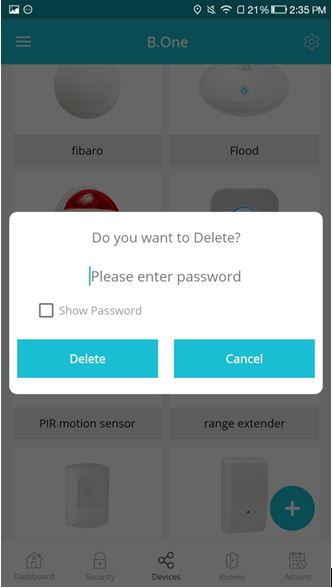 21% 2:35 PM
B.One
fibaro Flood
Do you want to Delete?
Please enter password
Show Password
Delete Cancel
PIR motion sensor range extender
Dashboard Security Devices Rooms Actions